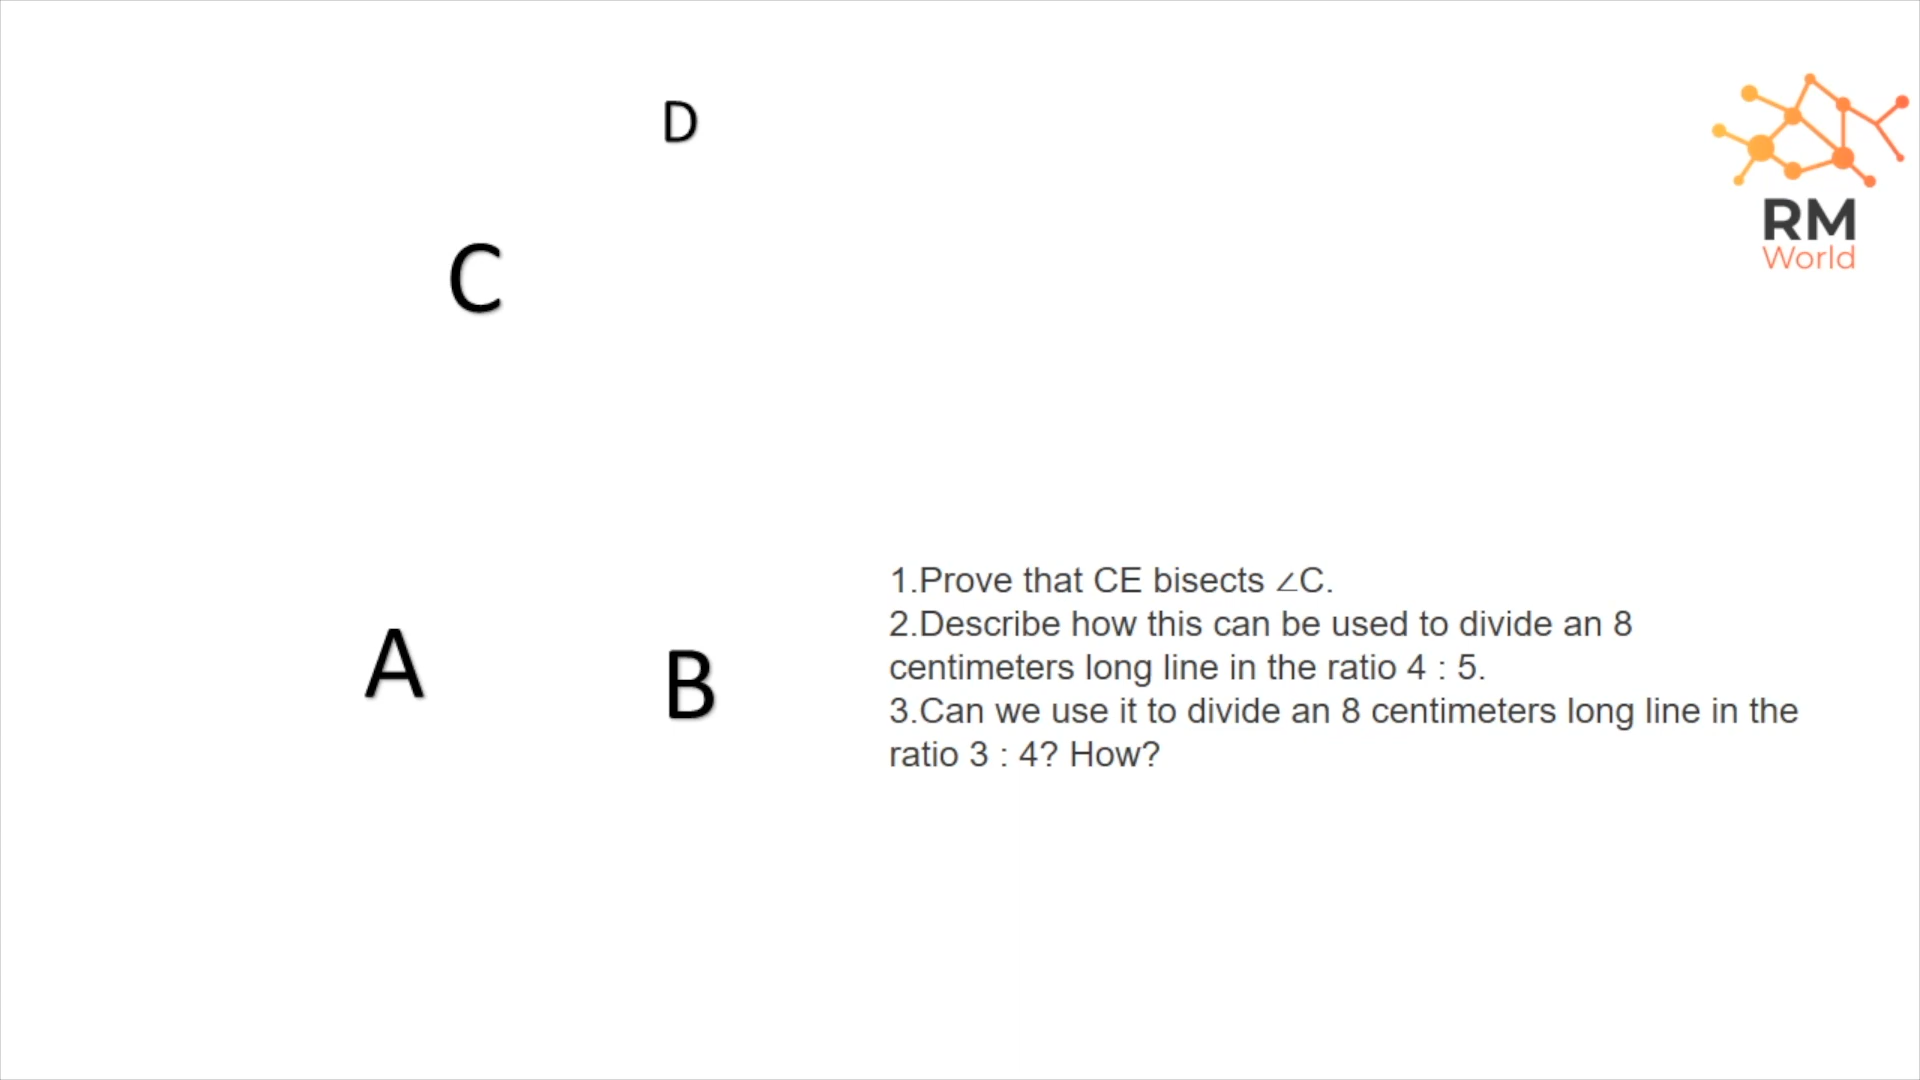 D
RM
World
C
A
B
1.Prove that CE bisects ∠C.
2.Describe how this can be used to divide an 8
centimeters long line in the ratio 4 : 5.
3.Can we use it to divide an 8 centimeters long line in the
ratio 3 : 4? How?